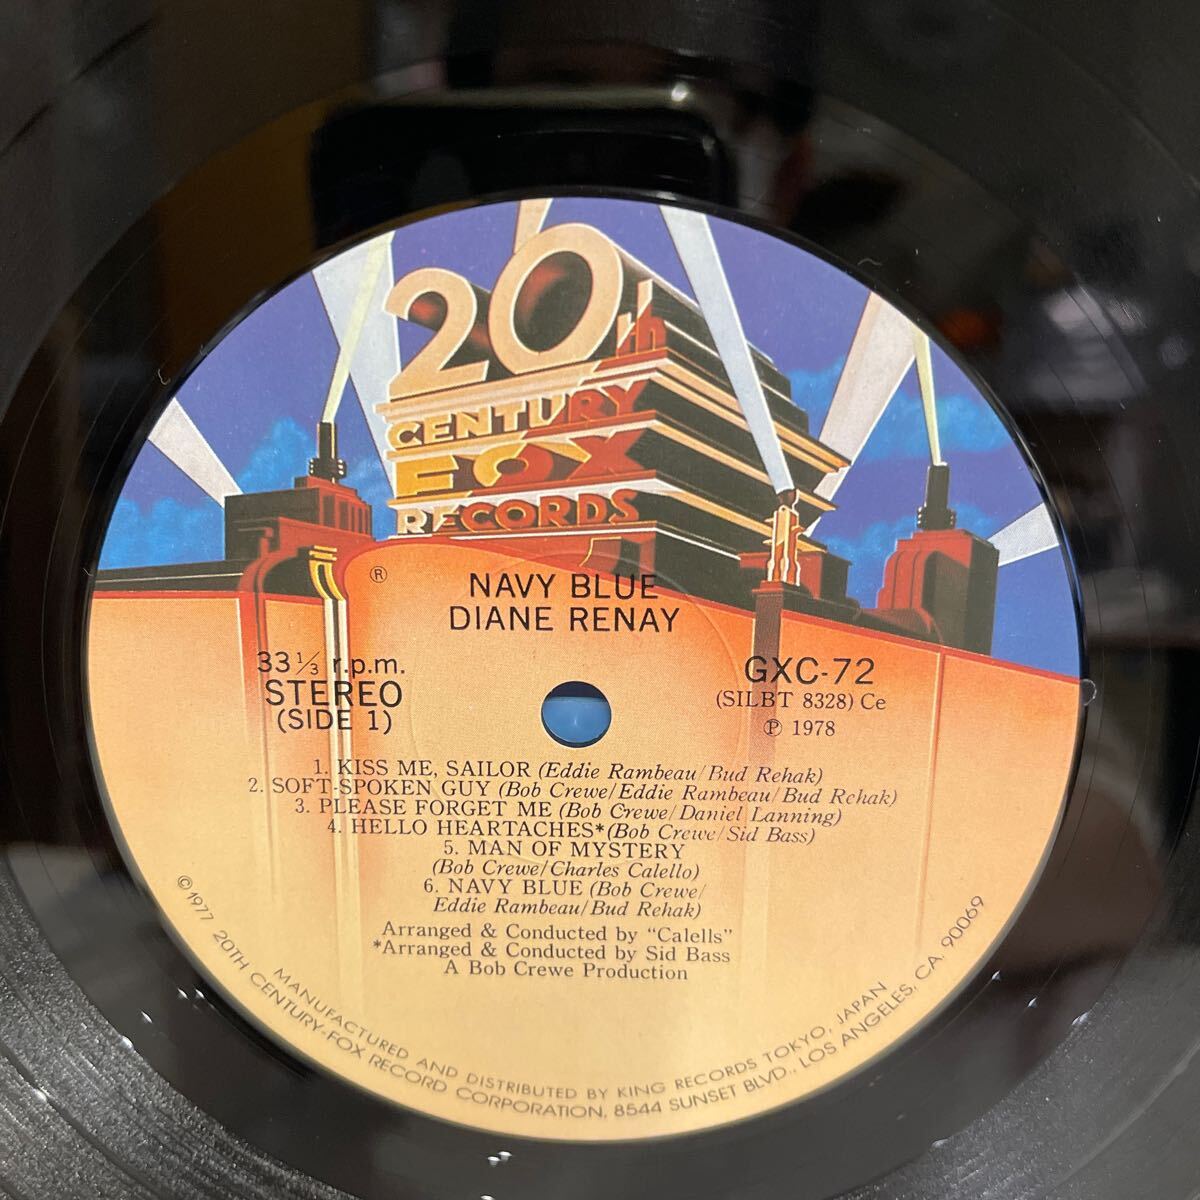 20th
CENTURY
FOX
RECORDS
®
NAVY BLUE
DIANE RENAY
33 1/3 r.p.m.
STEREO
(SIDE 1)
GXC-72
(SILBT 8328) Ce
℗ 1978
1. KISS ME, SAILOR (Eddie Rambeau/Bud Rehak)
2. SOFT-SPOKEN GUY (Bob Crewe/Eddie Rambeau/Bud Rehak)
3. PLEASE FORGET ME (Bob Crewe/Daniel Lanning)
4. HELLO HEARTACHES*(Bob Crewe/Sid Bass)
5. MAN OF MYSTERY
(Bob Crewe/Charles Calello)
6. NAVY BLUE (Bob Crewe/
Eddie Rambeau/Bud Rehak)
Arranged & Conducted by "Calells"
*Arranged & Conducted by Sid Bass
A Bob Crewe Production
MANUFACTURED AND DISTRIBUTED BY KING RECORDS TOKYO, JAPAN
©1977 20TH CENTURY-FOX RECORD CORPORATION, 8544 SUNSET BLVD., LOS ANGELES, CA. 90069